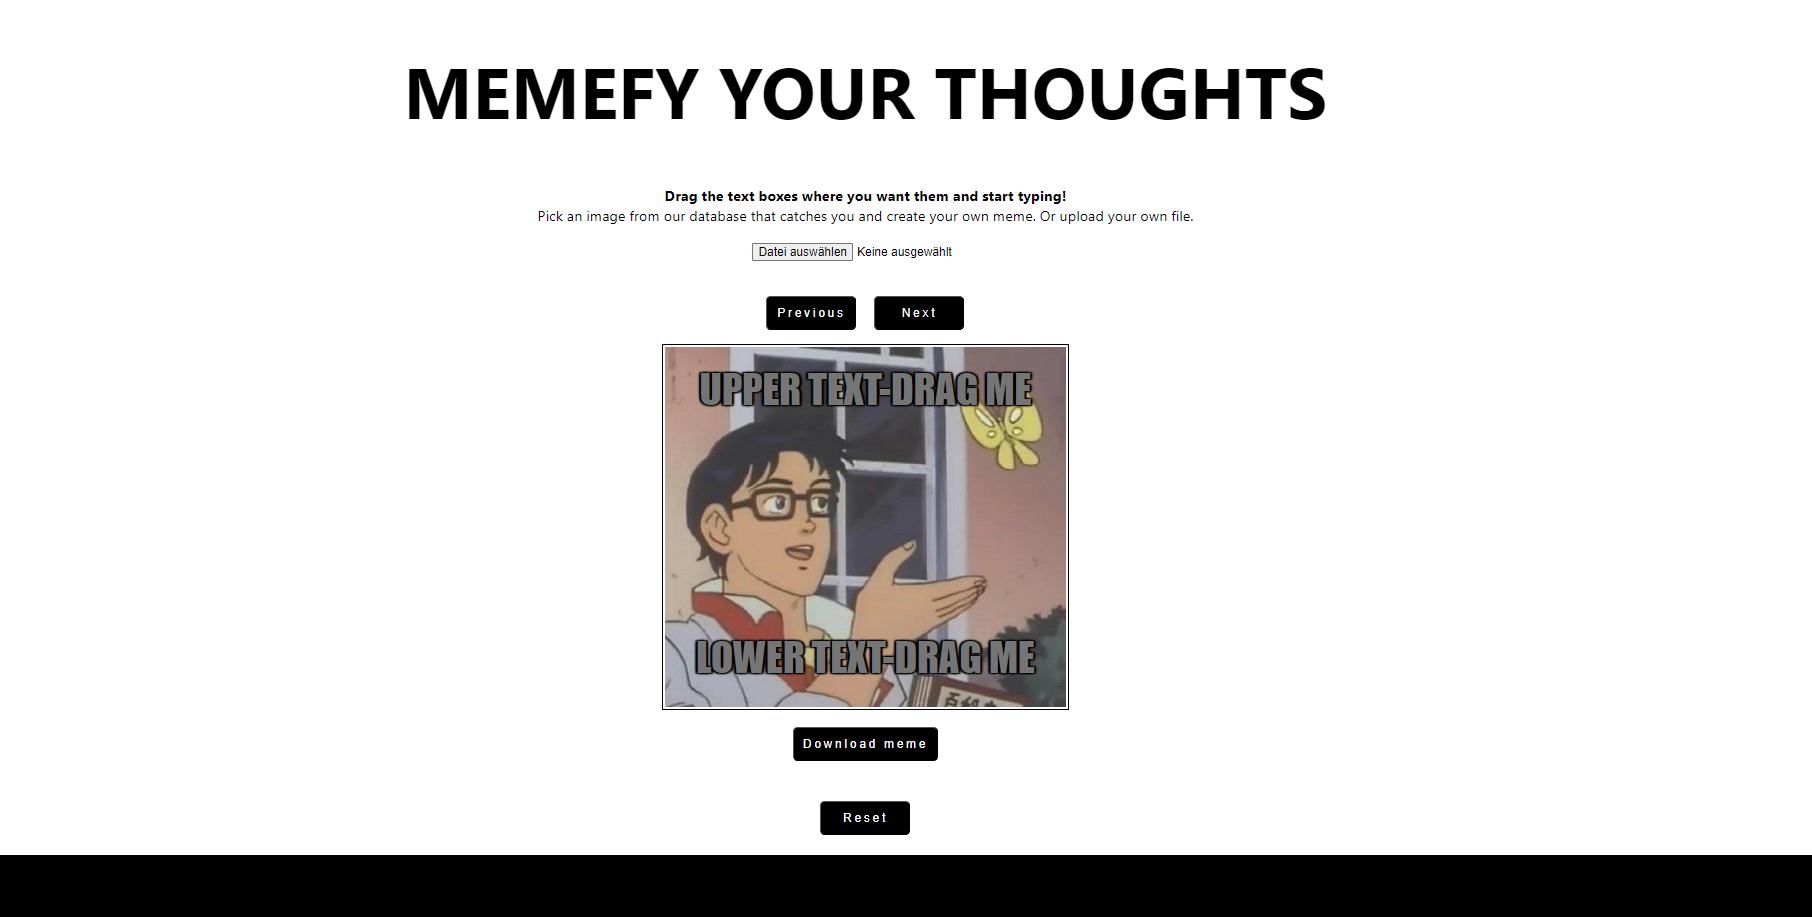 MEMEFY YOUR THOUGHTS
Drag the text boxes where you want them and start typing!
Pick an image from our database that catches you and create your own meme. Or upload your own file.
Datei auswählen Keine ausgewählt
Previous Next
UPPER TEXT-DRAG ME
LOWER TEXT-DRAG ME
Download meme
Reset